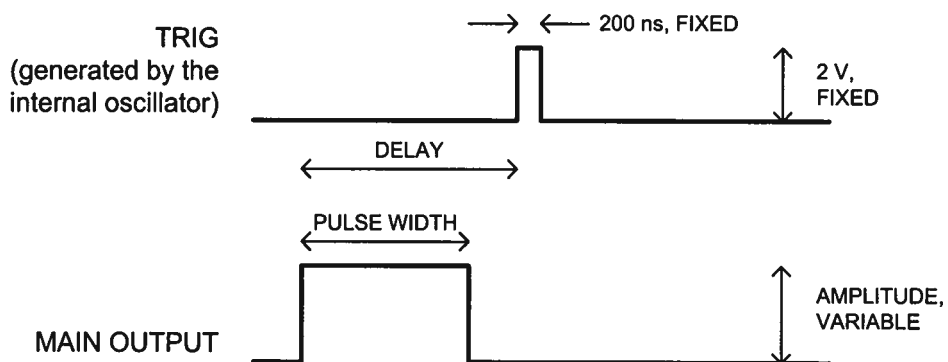 200 ns, FIXED
TRIG
(generated by the
internal oscillator)
2 V,
FIXED
DELAY
PULSE WIDTH
AMPLITUDE,
VARIABLE
MAIN OUTPUT